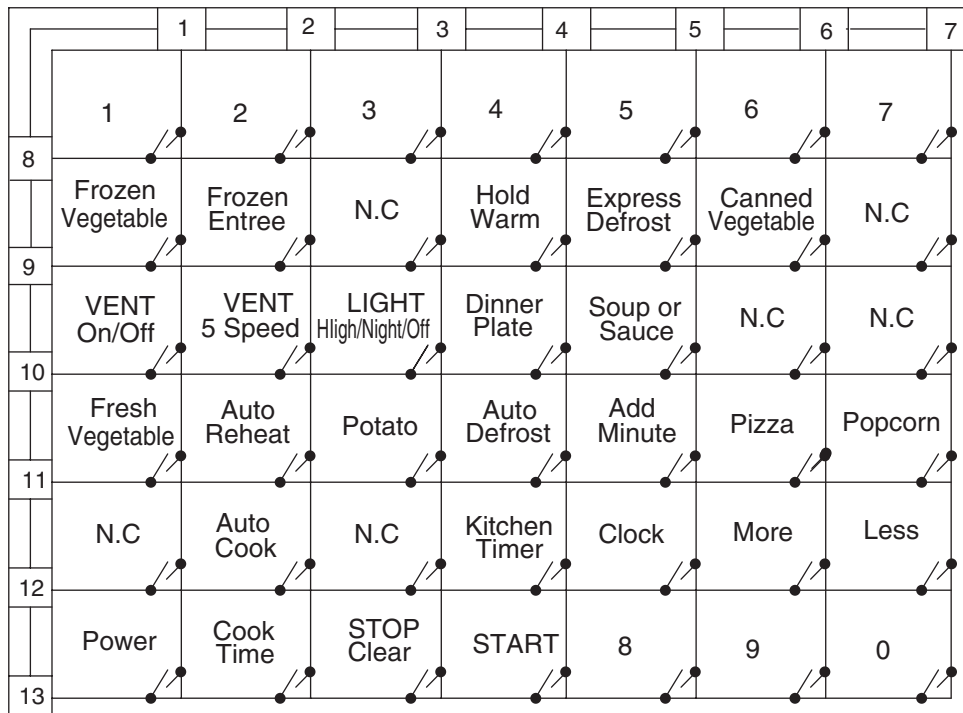 1 2 3 4 5 6 7
1 2 3 4 5 6 7
8
Frozen Vegetable
Frozen Entree
N.C
Hold Warm
Express Defrost
Canned Vegetable
N.C
9
VENT On/Off
VENT 5 Speed
LIGHT HIigh/Night/Off
Dinner Plate
Soup or Sauce
N.C
N.C
10
Fresh Vegetable
Auto Reheat
Potato
Auto Defrost
Add Minute
Pizza
Popcorn
11
N.C
Auto Cook
N.C
Kitchen Timer
Clock
More
Less
12
Power
Cook Time
STOP Clear
START
8
9
0
13